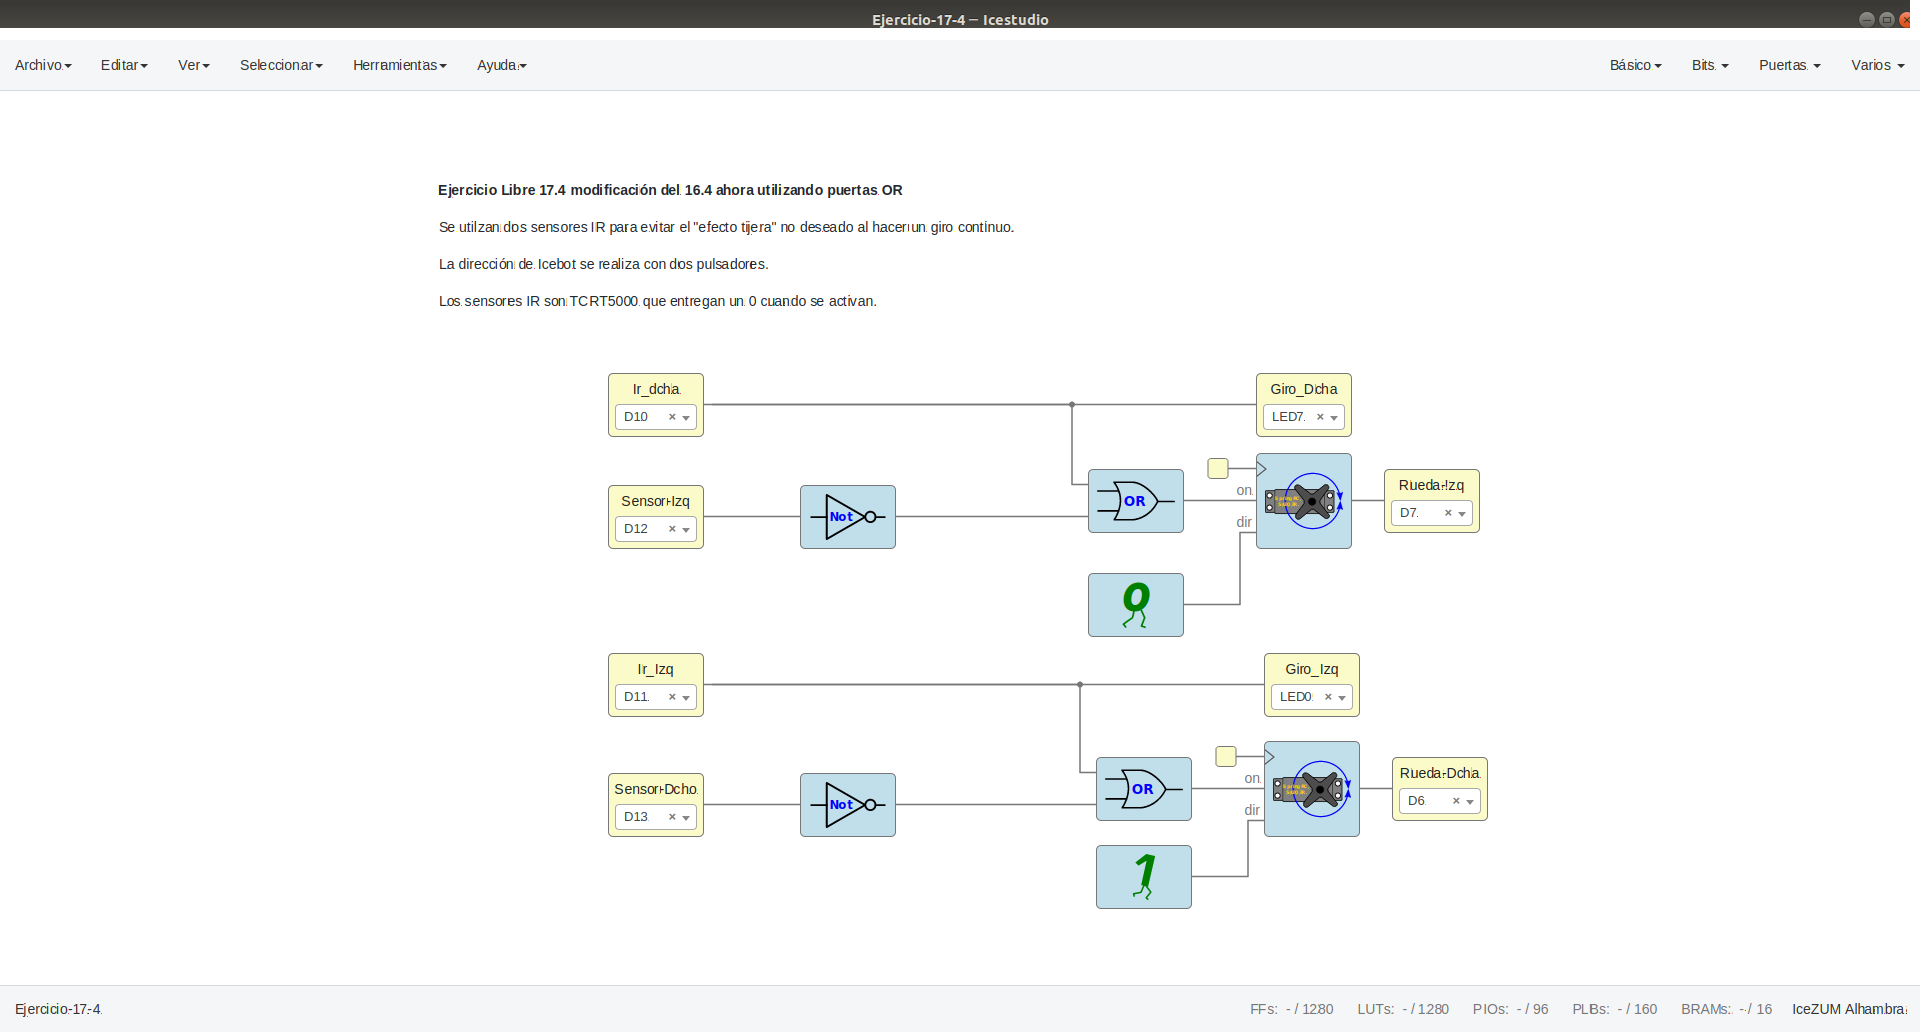 Ejercicio-17-4 — Icestudio
Archivo Editar Ver Seleccionar Herramientas Ayuda Básico Bits Puertas Varios
Ejercicio Libre 17.4 modificación del 16.4 ahora utilizando puertas OR
Se utilizan dos sensores IR para evitar el "efecto tijera" no deseado al hacer un giro contínuo.
La dirección de Icebot se realiza con dos pulsadores.
Los sensores IR son TCRT5000 que entregan un 0 cuando se activan.
Ir_dcha Giro_Dcha
D10 LED7
Sensor-Izq Not OR on Rueda-Izq
D12 dir D7
0
Ir_Izq Giro_Izq
D11 LED0
Sensor-Dcho Not OR on Rueda-Dcha
D13 dir D6
1
Ejercicio-17-4 FFs: - / 1280 LUTs: - / 1280 PIOs: - / 96 PLBs: - / 160 BRAMs: - / 16 IceZUM Alhambra